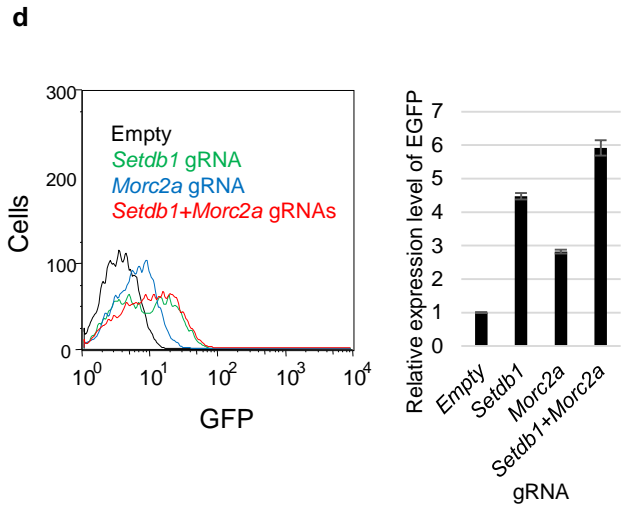 d
300
200
100
0
Cells
Empty
Setdb1 gRNA
Morc2a gRNA
Setdb1+Morc2a gRNAs
10⁰ 10¹ 10² 10³ 10⁴
GFP
Relative expression level of EGFP
7
6
5
4
3
2
1
0
Empty
Setdb1
Morc2a
Setdb1+Morc2a
gRNA